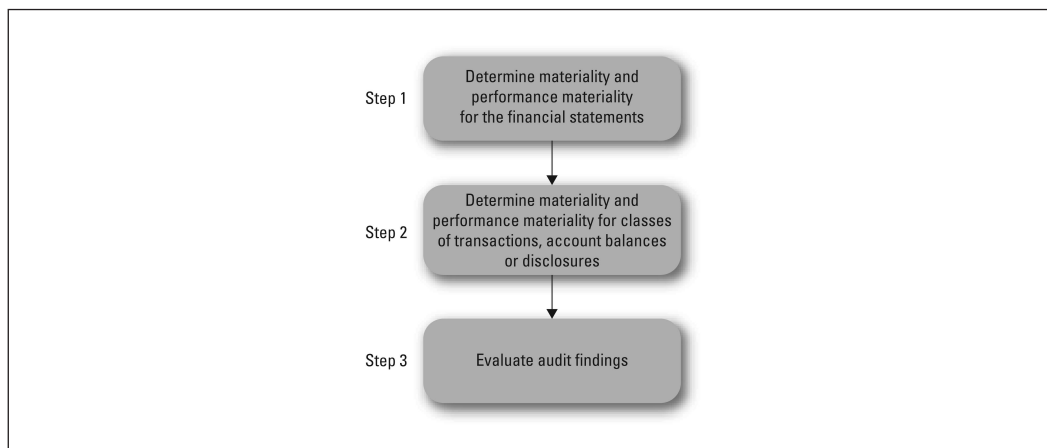 Step 1
Determine materiality and
performance materiality
for the financial statements
Step 2
Determine materiality and
performance materiality for classes
of transactions, account balances
or disclosures
Step 3
Evaluate audit findings